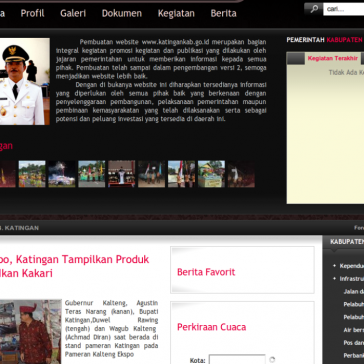 a Profil Galeri Dokumen Kegiatan Berita
cari...
Pembuatan website www.katingankab.go.id merupakan bagian
integral kegiatan promosi kegiatan dan publikasi yang dilakukan oleh
jajaran pemerintahan untuk memberikan informasi kepada semua
pihak. Pembuatan telah sampai dalam pengembangan versi 2, semoga
menjadikan website lebih baik.
Dengan di bukanya website ini diharapkan tersedianya informasi
yang diperlukan oleh semua pihak baik yang berkenaan dengan
penyelenggaraan pembangunan, pelaksanaan pemerintahan maupun
pembinaan kemasyarakatan yang telah dilaksanakan serta sebagai
potensi dan peluang investasi yang tersedia di daerah ini.
PEMERINTAH KABUPATEN
Kegiatan Terakhir
Tidak Ada K
gan
. KATINGAN
For
po, Katingan Tampilkan Produk
Ikan Kakari
Gubernur Kalteng, Agustin
Teras Narang (kanan), Bupati
Katingan,Duwel Rawing
(tengah) dan Wagub Kalteng
(Achmad Diran) saat berada di
stand pameran Katingan pada
Pameran Kalteng Ekspo
Berita Favorit
Perkiraan Cuaca
Kota:
KABUPATEN
Kependu
Infrastru
Jalan d
Pelabuh
Pelabuh
Air bers
Pos dan
Perban